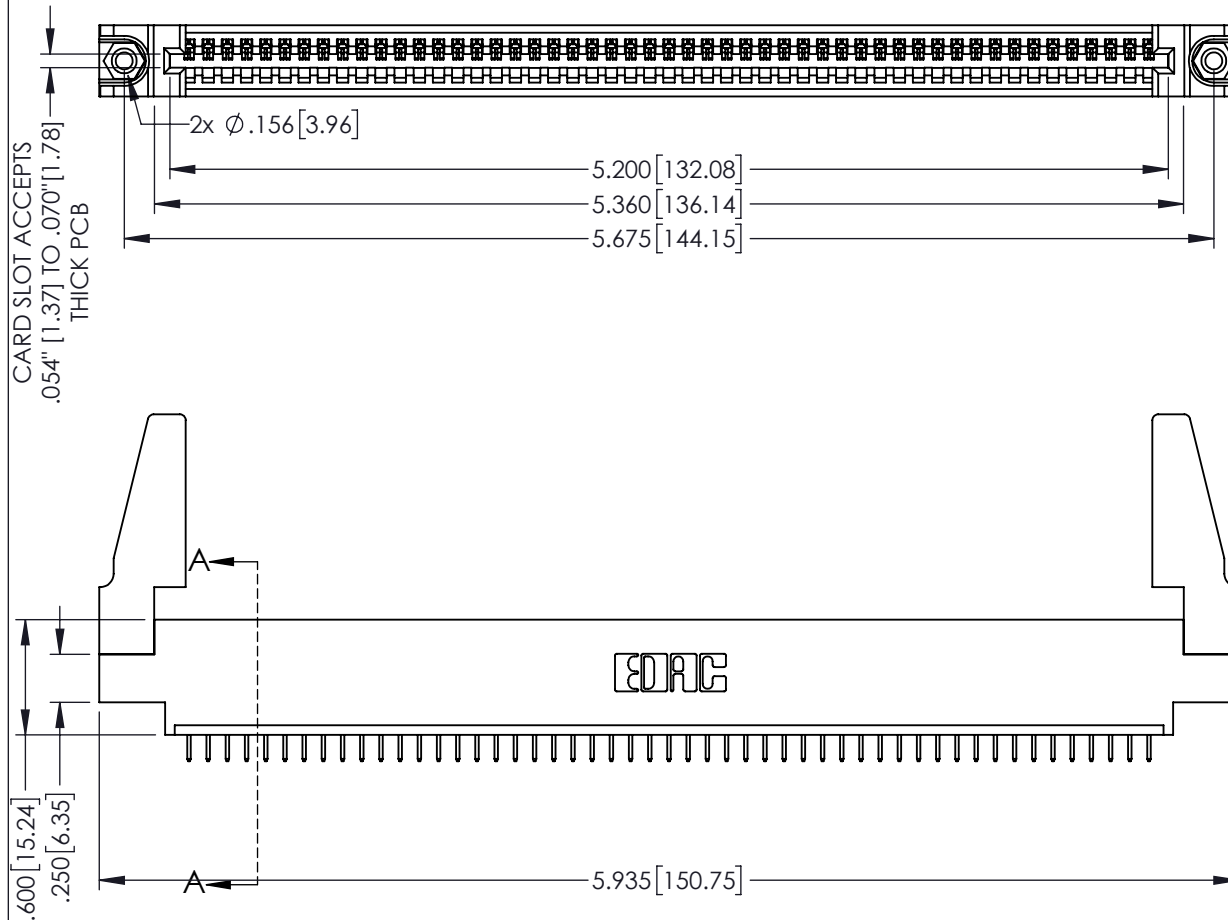 2x Ø.156[3.96]
5.200[132.08]
5.360[136.14]
5.675[144.15]
CARD SLOT ACCEPTS
.054" [1.37] TO .070"[1.78]
THICK PCB
A
EDAC
.600[15.24]
.250[6.35]
A
5.935[150.75]